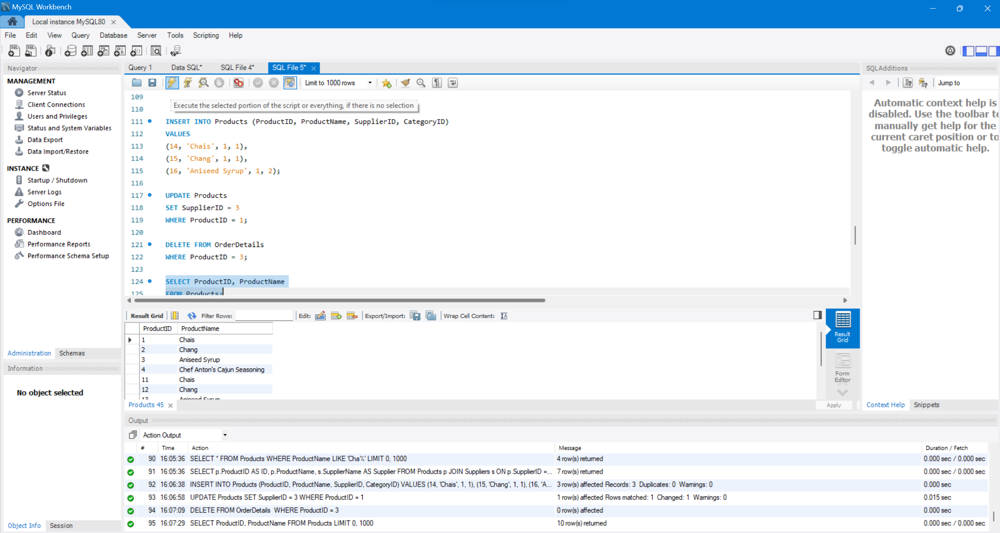 MySQL Workbench
Local instance MySQL80
File Edit View Query Database Server Tools Scripting Help
Navigator
MANAGEMENT
Server Status
Client Connections
Users and Privileges
Status and System Variables
Data Export
Data Import/Restore
INSTANCE
Startup / Shutdown
Server Logs
Options File
PERFORMANCE
Dashboard
Performance Reports
Performance Schema Setup
Administration Schemas
Information
No object selected
Object Info Session
Query 1 Data SQL* SQL File 4* SQL File 5*
Limit to 1000 rows
109
Execute the selected portion of the script or everything, if there is no selection
110
111 INSERT INTO Products (ProductID, ProductName, SupplierID, CategoryID)
112 VALUES
113 (14, 'Chais', 1, 1),
114 (15, 'Chang', 1, 1),
115 (16, 'Aniseed Syrup', 1, 2);
116
117 UPDATE Products
118 SET SupplierID = 3
119 WHERE ProductID = 1;
120
121 DELETE FROM OrderDetails
122 WHERE ProductID = 3;
123
124 SELECT ProductID, ProductName
125 FROM Products;
Result Grid Filter Rows: Edit: Export/Import: Wrap Cell Content:
ProductID ProductName
1 Chais
2 Chang
3 Aniseed Syrup
4 Chef Anton's Cajun Seasoning
11 Chais
12 Chang
13 Aniseed Syrup
Result Grid
Form Editor
Products 45
Apply
SQLAdditions
Jump to
Automatic context help is
disabled. Use the toolbar to
manually get help for the
current caret position or to
toggle automatic help.
Context Help Snippets
Output
Action Output
# Time Action Message Duration / Fetch
90 16:05:36 SELECT * FROM Products WHERE ProductName LIKE 'Cha%' LIMIT 0, 1000 4 row(s) returned 0.000 sec / 0.000 sec
91 16:05:36 SELECT p.ProductID AS ID, p.ProductName, s.SupplierName AS Supplier FROM Products p JOIN Suppliers s ON p.SupplierID =... 7 row(s) returned 0.000 sec / 0.000 sec
92 16:06:38 INSERT INTO Products (ProductID, ProductName, SupplierID, CategoryID) VALUES (14, 'Chais', 1, 1), (15, 'Chang', 1, 1), (16, 'A... 3 row(s) affected Records: 3 Duplicates: 0 Warnings: 0 0.000 sec
93 16:06:58 UPDATE Products SET SupplierID = 3 WHERE ProductID = 1 1 row(s) affected Rows matched: 1 Changed: 1 Warnings: 0 0.015 sec
94 16:07:09 DELETE FROM OrderDetails WHERE ProductID = 3 0 row(s) affected 0.000 sec
95 16:07:29 SELECT ProductID, ProductName FROM Products LIMIT 0, 1000 10 row(s) returned 0.000 sec / 0.000 sec